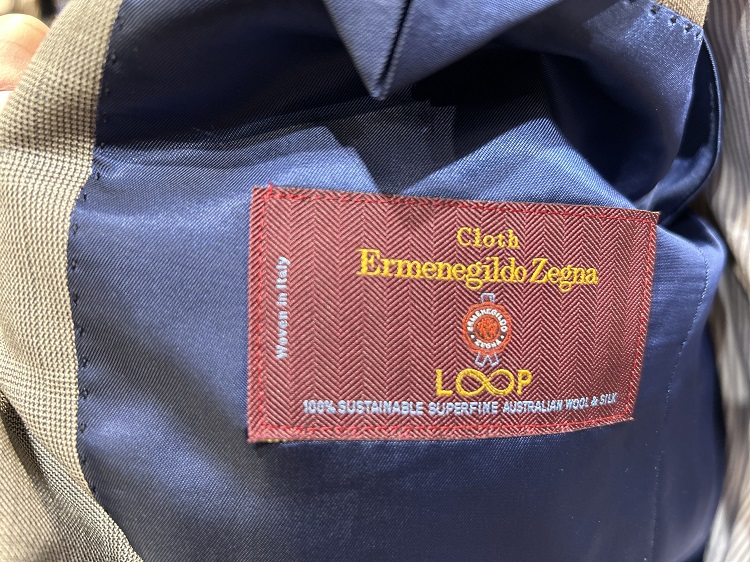 Cloth
Ermenegildo Zegna
ERMENEGILDO
ZEGNA
LOOP
100% SUSTAINABLE SUPERFINE AUSTRALIAN WOOL & SILK
Woven in Italy